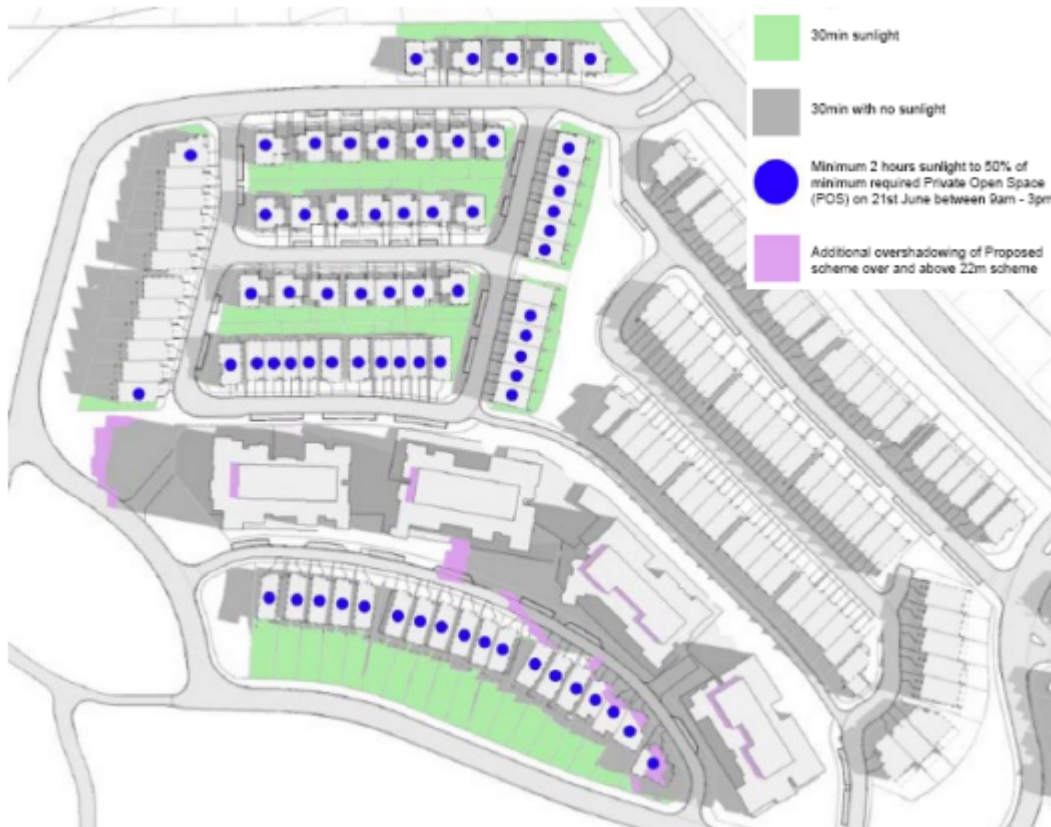 30min sunlight
30min with no sunlight
Minimum 2 hours sunlight to 50% of
minimum required Private Open Space
(POS) on 21st June between 9am - 3pm
Additional overshadowing of Proposed
scheme over and above 22m scheme